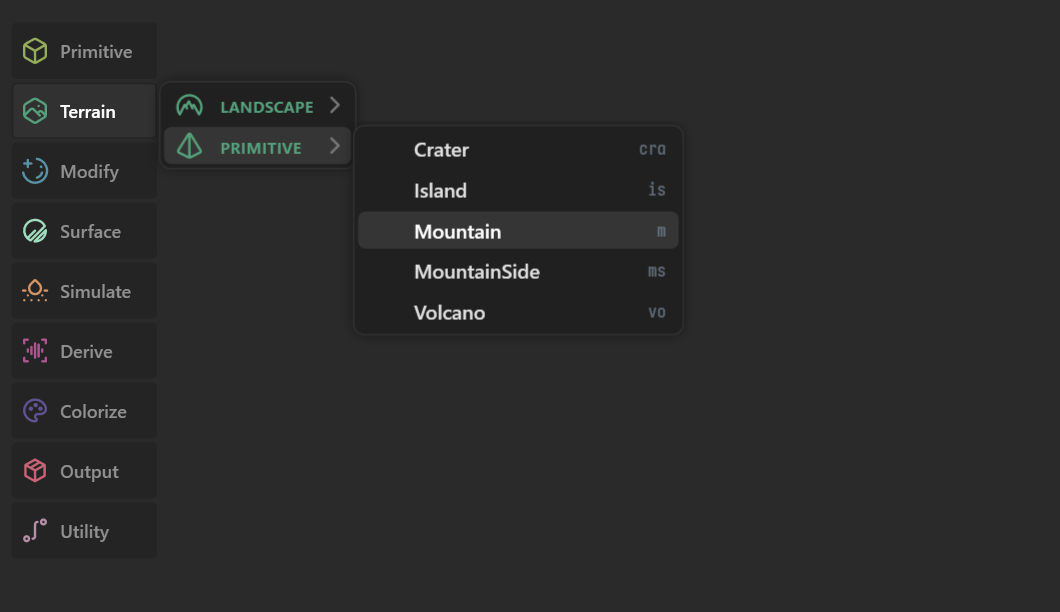 Primitive
Terrain
Modify
Surface
Simulate
Derive
Colorize
Output
Utility
LANDSCAPE
PRIMITIVE
Crater cra
Island is
Mountain m
MountainSide ms
Volcano vo